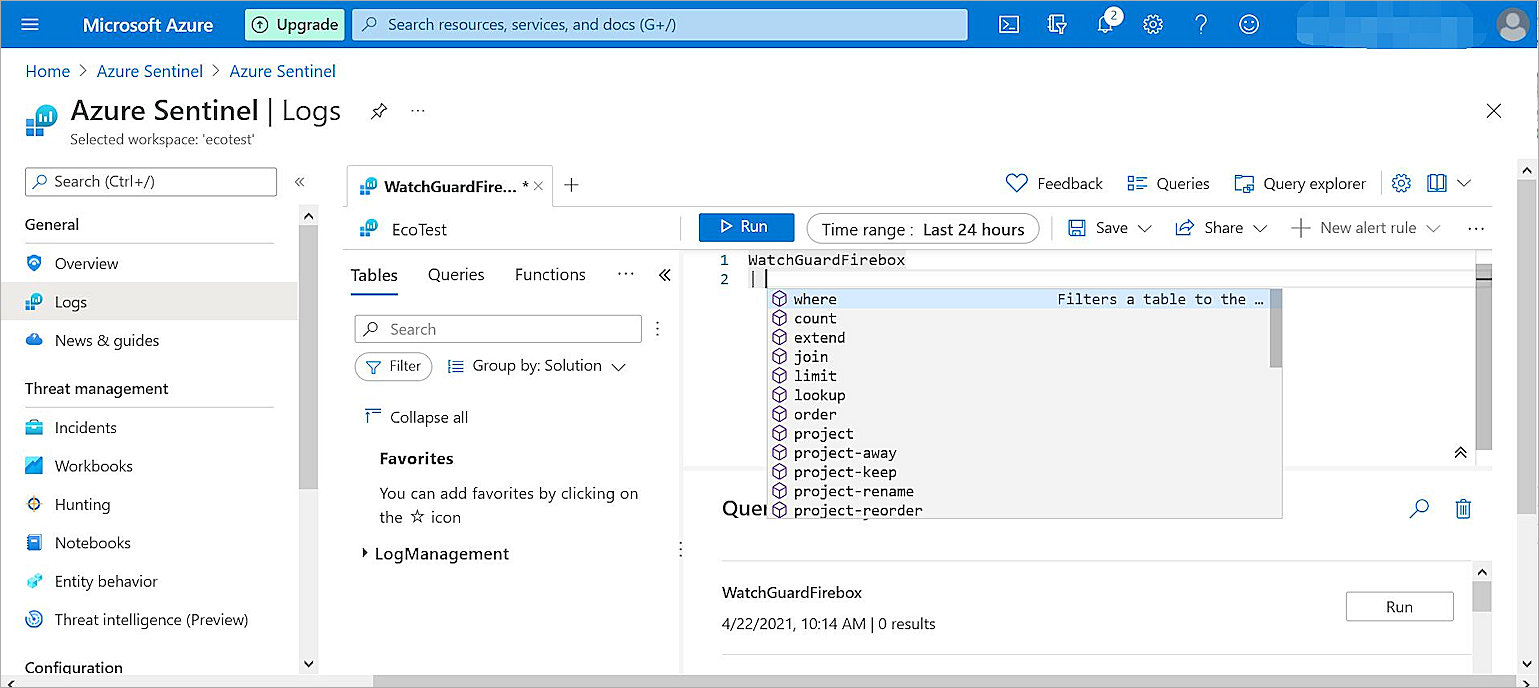 Microsoft Azure
Upgrade
Search resources, services, and docs (G+/)
2
Home > Azure Sentinel > Azure Sentinel
Azure Sentinel | Logs
Selected workspace: 'ecotest'
Search (Ctrl+/)
General
Overview
Logs
News & guides
Threat management
Incidents
Workbooks
Hunting
Notebooks
Entity behavior
Threat intelligence (Preview)
Configuration
WatchGuardFire... *
Feedback
Queries
Query explorer
EcoTest
Run
Time range : Last 24 hours
Save
Share
New alert rule
Tables
Queries
Functions
Search
Filter
Group by: Solution
Collapse all
Favorites
You can add favorites by clicking on
the ☆ icon
LogManagement
1 WatchGuardFirebox
2 |
where Filters a table to the …
count
extend
join
limit
lookup
order
project
project-away
project-keep
project-rename
project-reorder
WatchGuardFirebox
4/22/2021, 10:14 AM | 0 results
Run